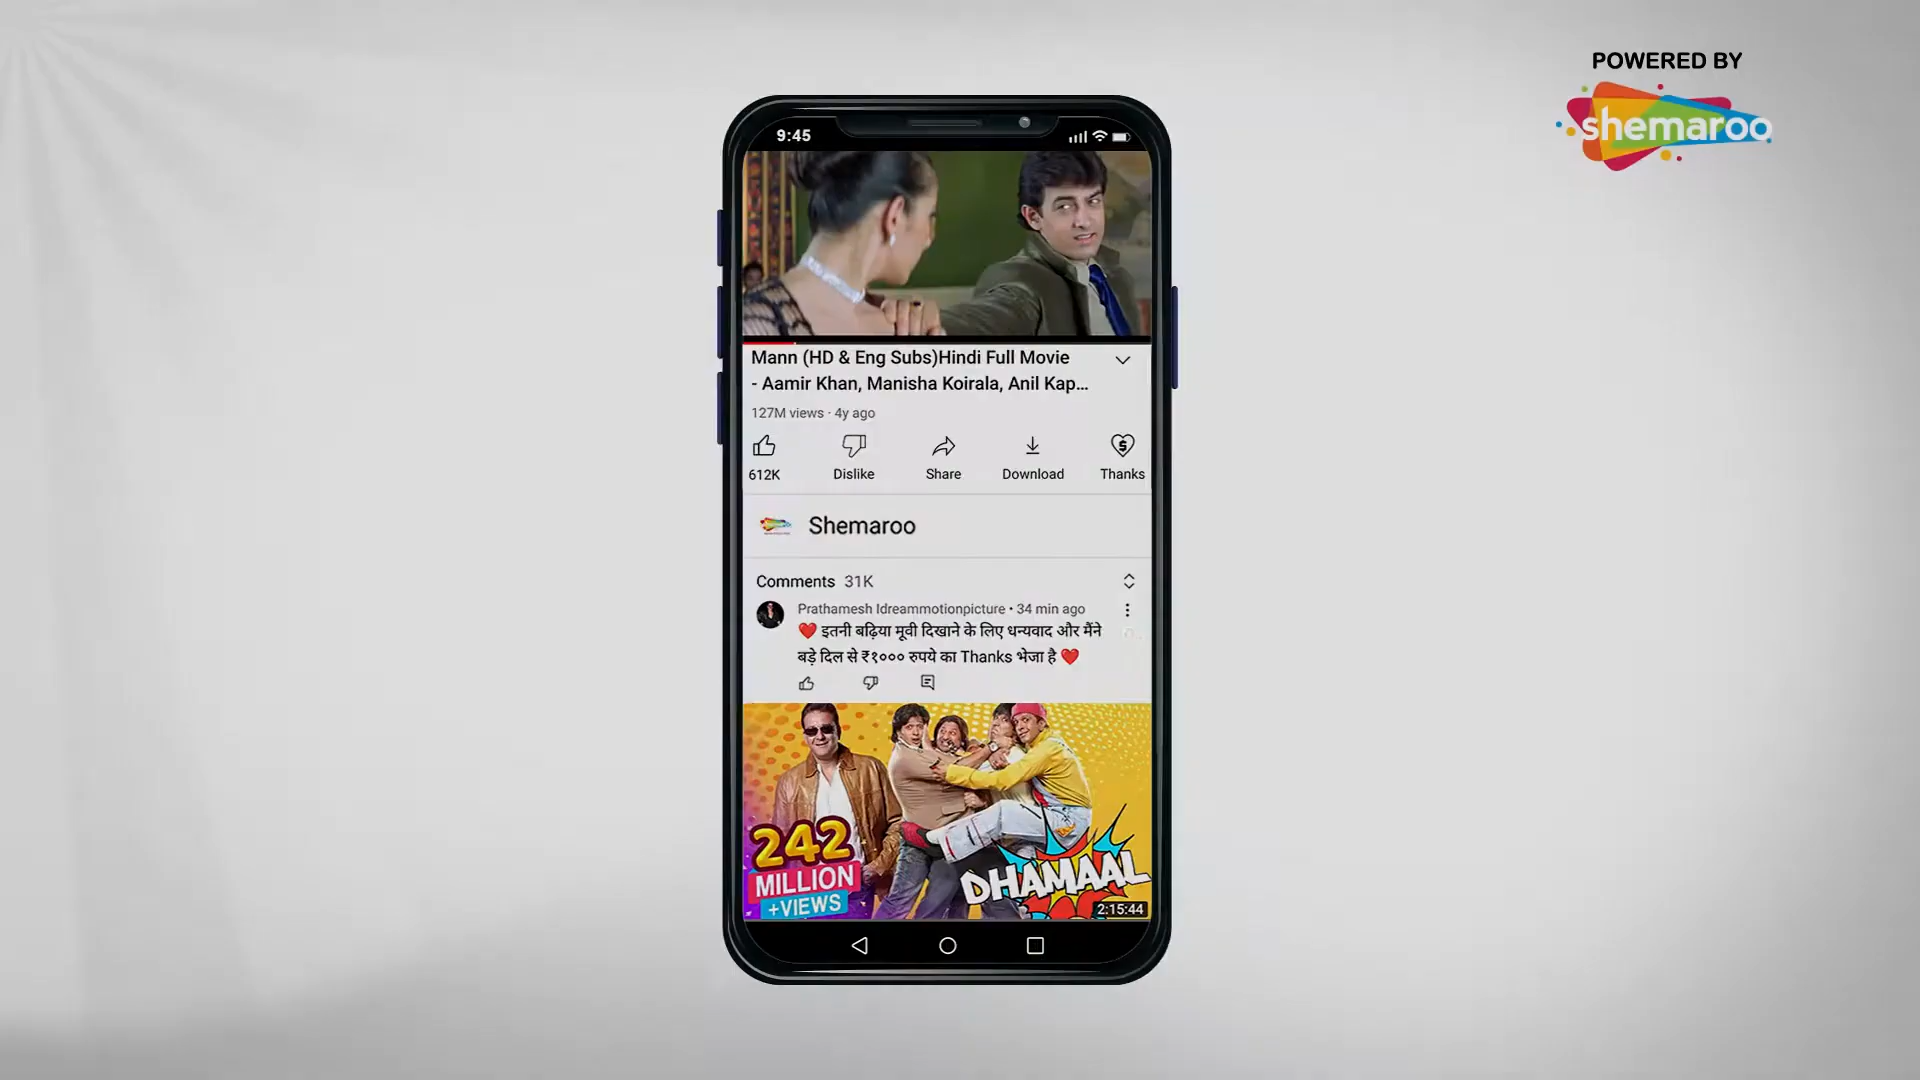 POWERED BY
shemaroo
9:45
Mann (HD & Eng Subs)Hindi Full Movie
- Aamir Khan, Manisha Koirala, Anil Kap...
127M views · 4y ago
612K Dislike Share Download Thanks
Shemaroo
Comments 31K
Prathamesh Idreammotionpicture • 34 min ago
❤️ इतनी बढ़िया मूवी दिखाने के लिए धन्यवाद और मैंने
बड़े दिल से ₹१००० रुपये का Thanks भेजा है ❤️
242
MILLION
+VIEWS
DHAMAAL
2:15:44